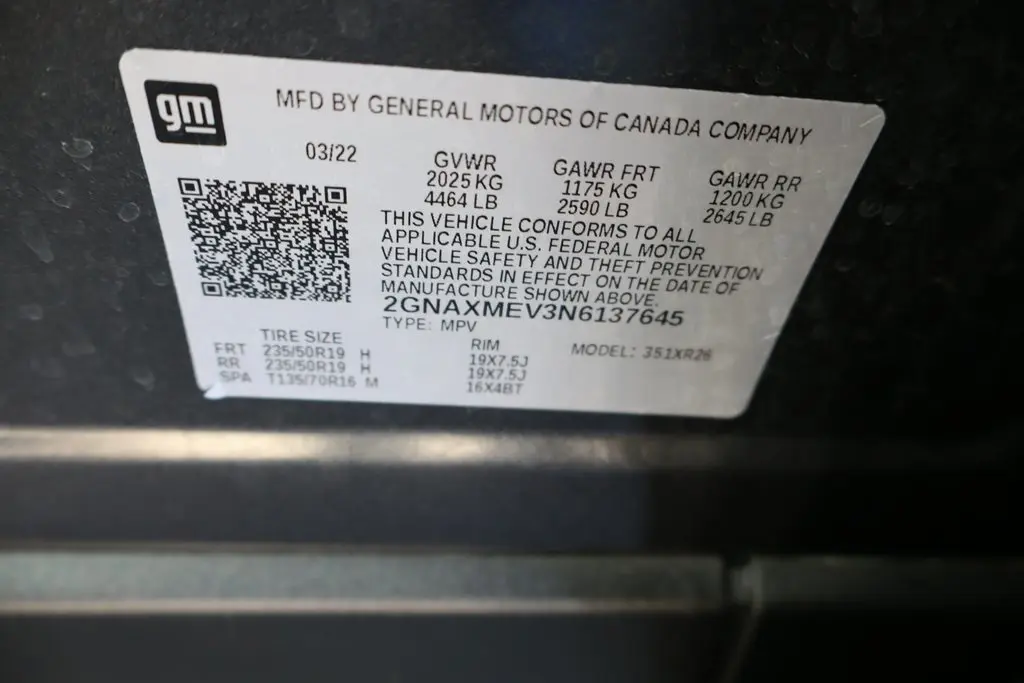 gm
MFD BY GENERAL MOTORS OF CANADA COMPANY
03/22
GVWR
2025 KG
4464 LB
GAWR FRT
1175 KG
2590 LB
GAWR RR
1200 KG
2645 LB
THIS VEHICLE CONFORMS TO ALL
APPLICABLE U.S. FEDERAL MOTOR
VEHICLE SAFETY AND THEFT PREVENTION
STANDARDS IN EFFECT ON THE DATE OF
MANUFACTURE SHOWN ABOVE.
2GNAXMEV3N6137645
TYPE: MPV
MODEL: 351XR26
TIRE SIZE
RIM
FRT 235/50R19 H 19X7.5J
RR 235/50R19 H 19X7.5J
SPA T135/70R16 M 16X4BT